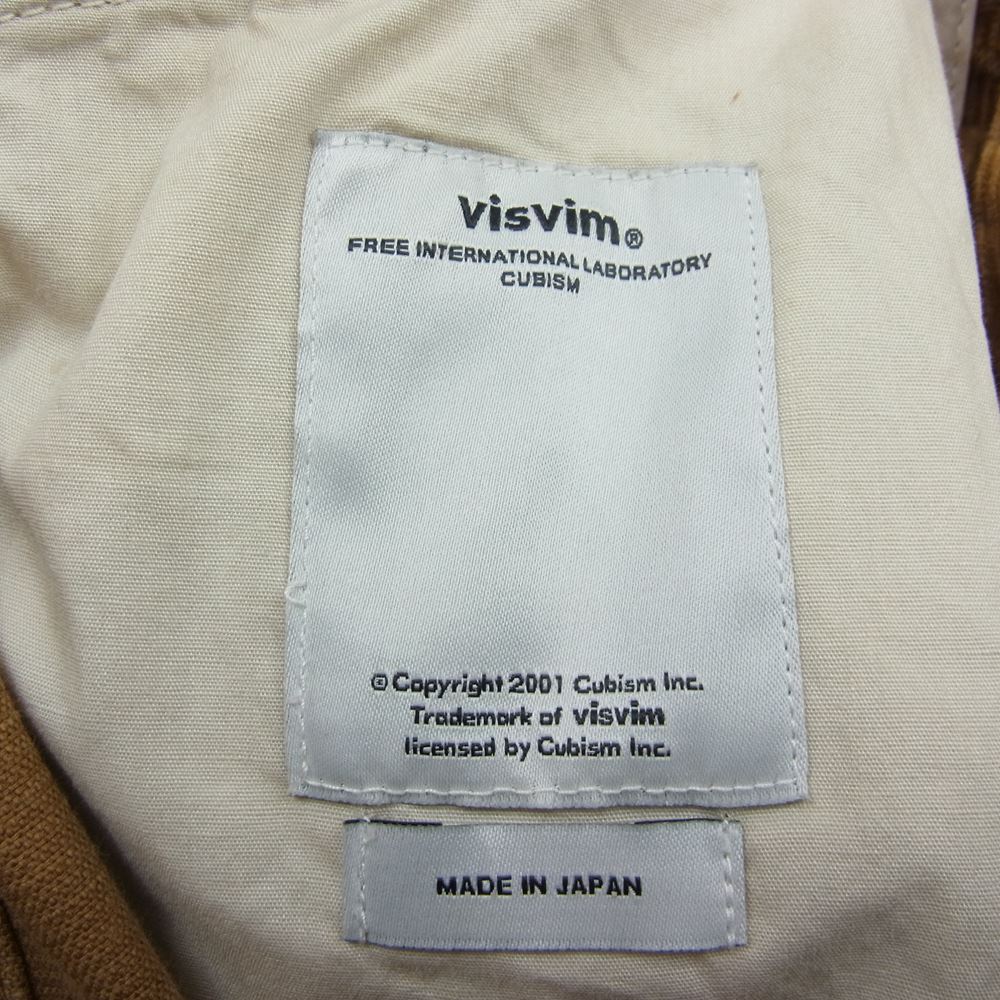 visvim®
FREE INTERNATIONAL LABORATORY
CUBISM
© Copyright 2001 Cubism Inc.
Trademark of visvim
licensed by Cubism Inc.
MADE IN JAPAN